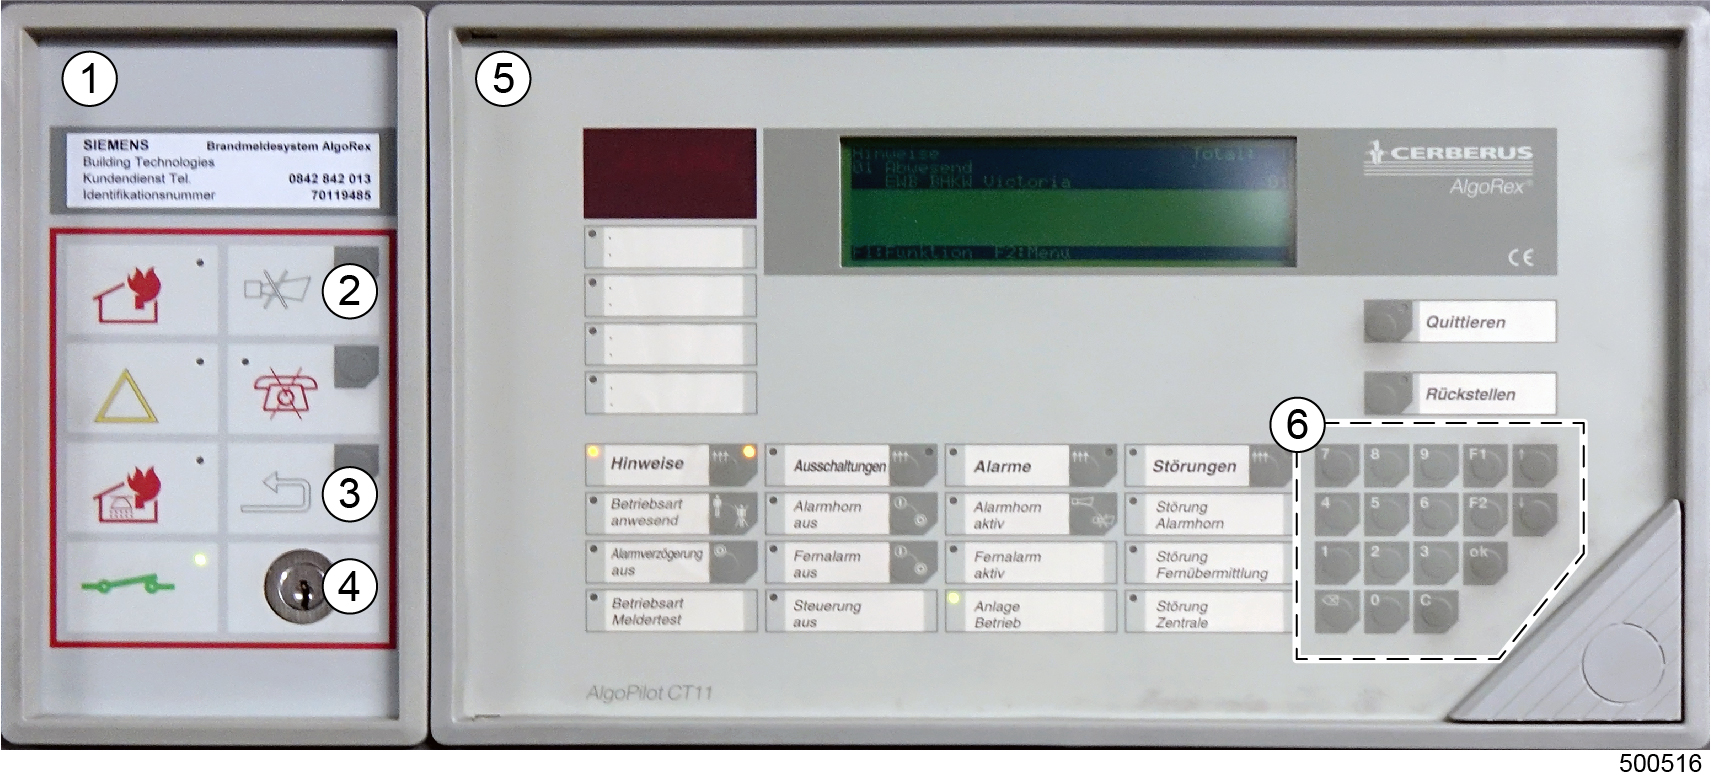 1
SIEMENS Brandmeldesystem AlgoRex
Building Technologies
Kundendienst Tel. 0842 842 013
Identifikationsnummer 70119485
2
3
4
5
Hinweise Total:
01 Abwesend
EWB BHKW Victoria 01
F1:Funktion F2:Menu
CERBERUS
AlgoRex®
CE
Quittieren
Rückstellen
Hinweise
Ausschaltungen
Alarme
Störungen
Betriebsart
anwesend
Alarmhorn
aus
Alarmhorn
aktiv
Störung
Alarmhorn
Alarmverzögerung
aus
Fernalarm
aus
Fernalarm
aktiv
Störung
Fernübermittlung
Betriebsart
Meldertest
Steuerung
aus
Anlage
Betrieb
Störung
Zentrale
6
7 8 9 F1 ↑
4 5 6 F2 ↓
1 2 3 ok
0 C
AlgoPilot CT11
500516